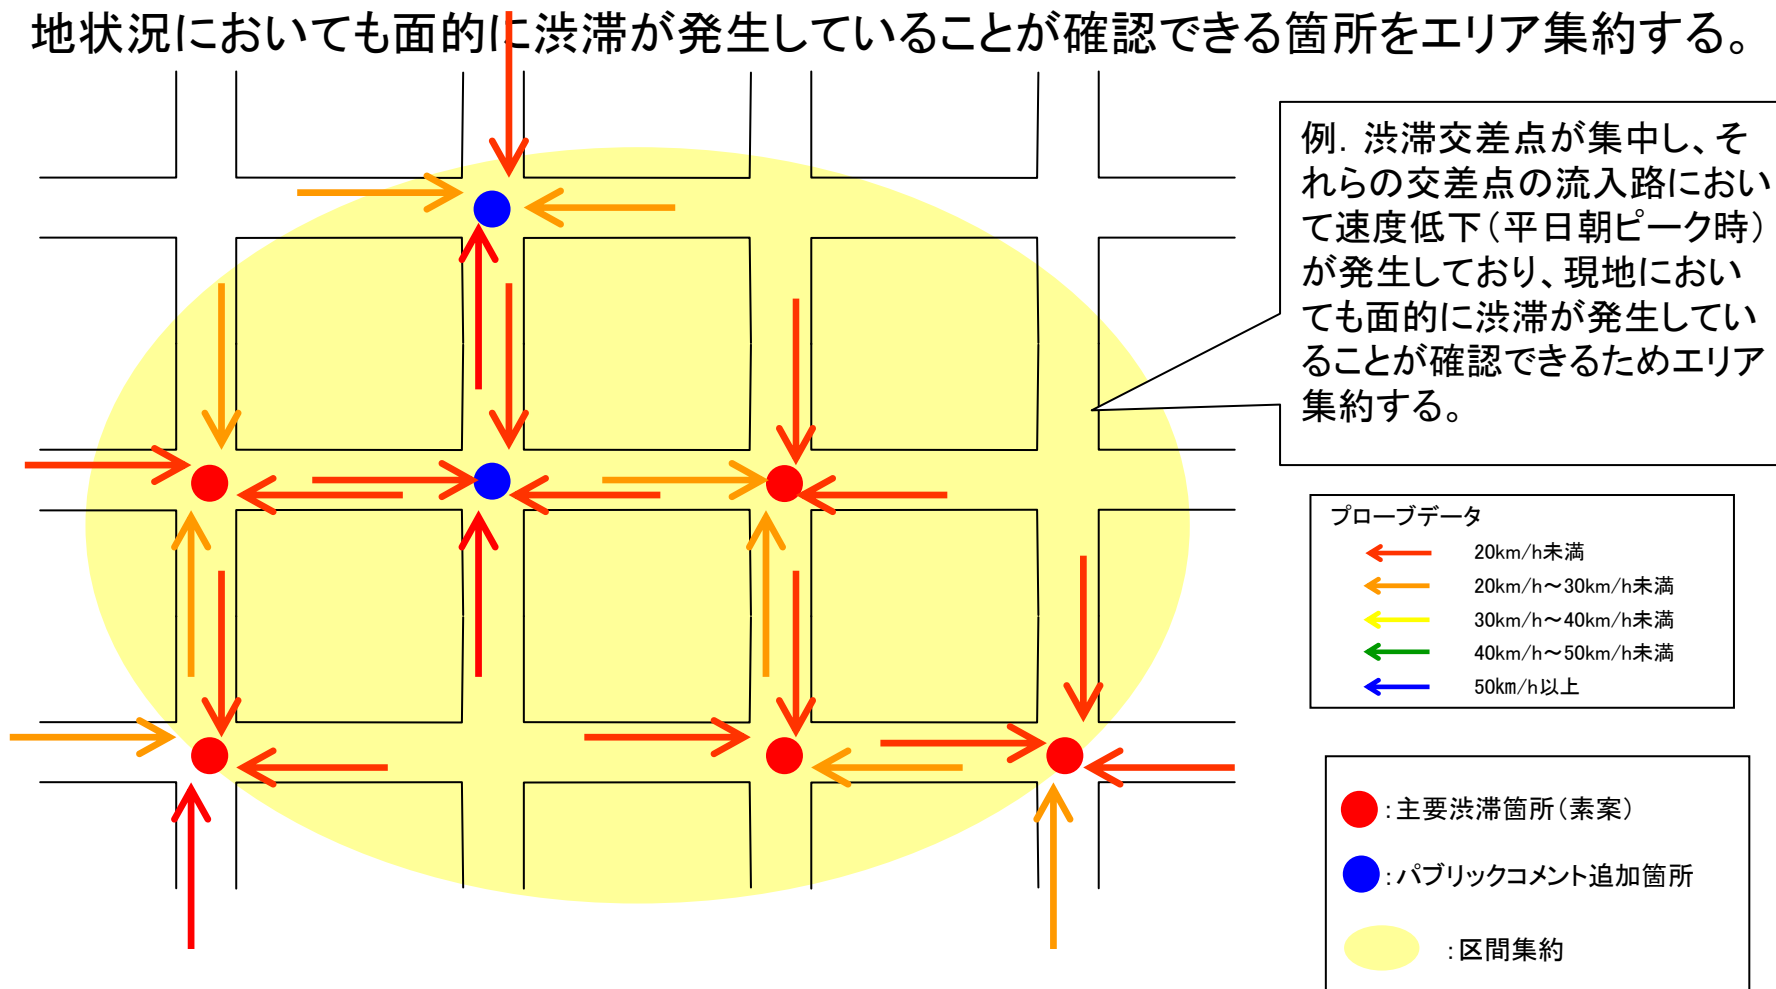 地状況においても面的に渋滞が発生していることが確認できる箇所をエリア集約する。
例．渋滞交差点が集中し、そ
れらの交差点の流入路におい
て速度低下（平日朝ピーク時）
が発生しており、現地におい
ても面的に渋滞が発生してい
ることが確認できるためエリア
集約する。
プローブデータ
20km/h未満
20km/h～30km/h未満
30km/h～40km/h未満
40km/h～50km/h未満
50km/h以上
：主要渋滞箇所（素案）
：パブリックコメント追加箇所
：区間集約